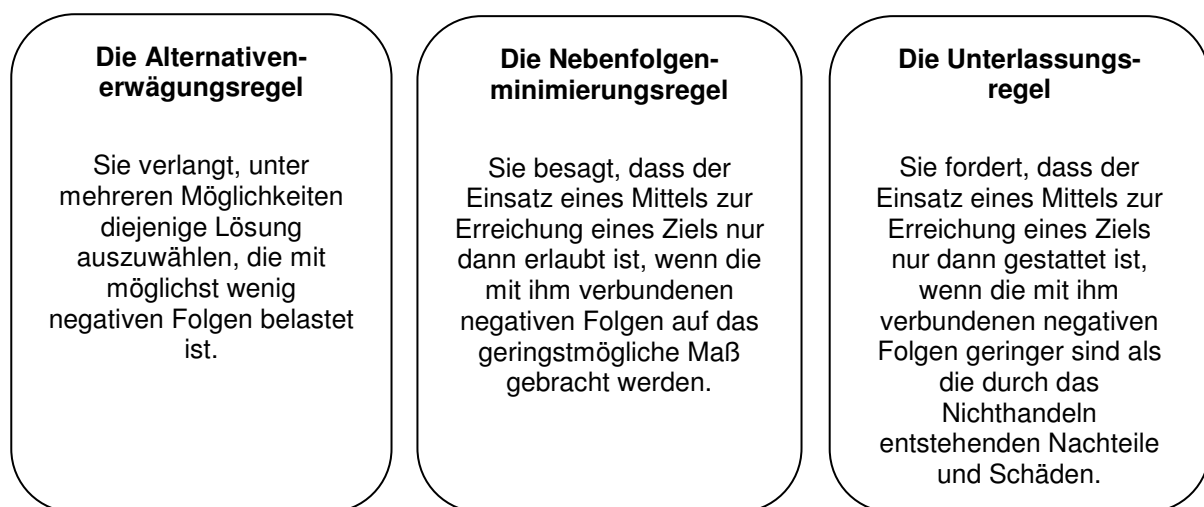 Die Alternativen-
erwägungsregel
Sie verlangt, unter
mehreren Möglichkeiten
diejenige Lösung
auszuwählen, die mit
möglichst wenig
negativen Folgen belastet
ist.
Die Nebenfolgen-
minimierungsregel
Sie besagt, dass der
Einsatz eines Mittels zur
Erreichung eines Ziels nur
dann erlaubt ist, wenn die
mit ihm verbundenen
negativen Folgen auf das
geringstmögliche Maß
gebracht werden.
Die Unterlassungs-
regel
Sie fordert, dass der
Einsatz eines Mittels zur
Erreichung eines Ziels
nur dann gestattet ist,
wenn die mit ihm
verbundenen negativen
Folgen geringer sind als
die durch das
Nichthandeln
entstehenden Nachteile
und Schäden.